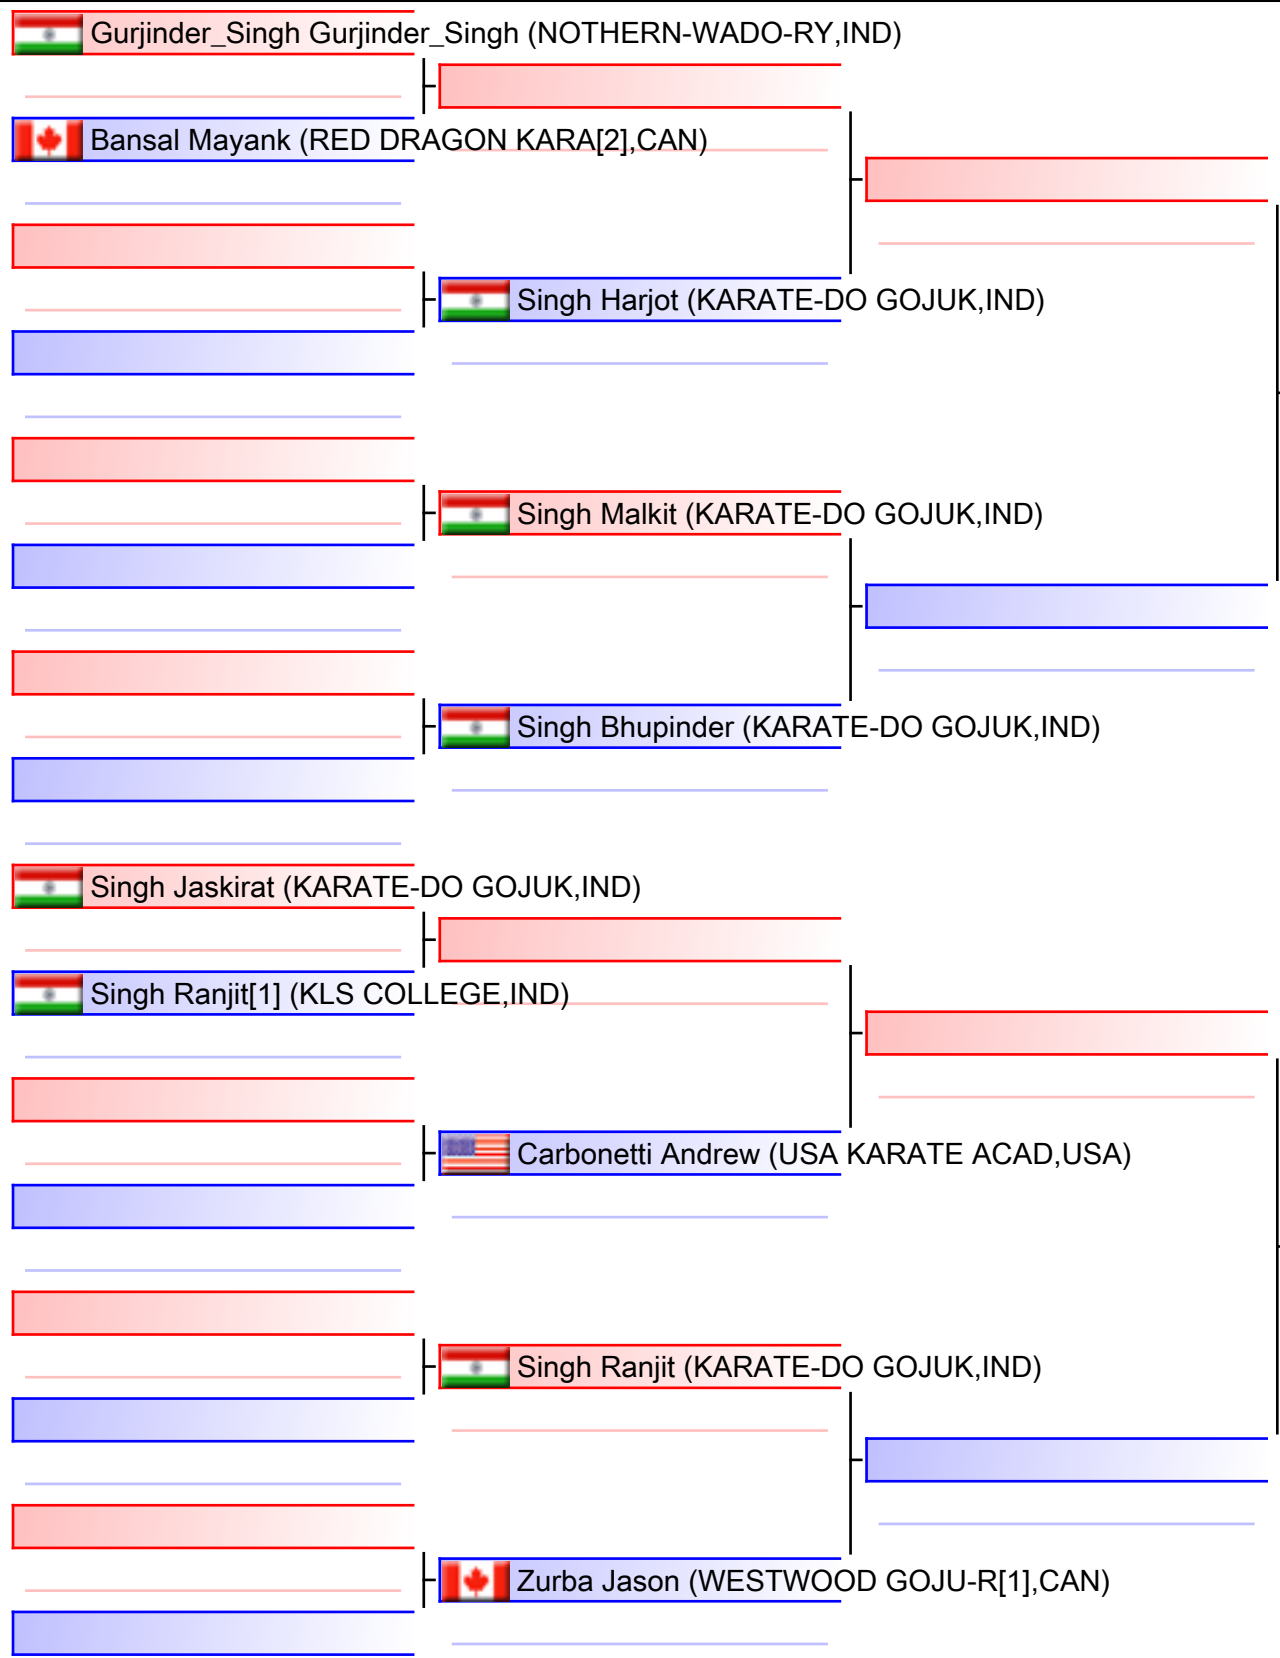 Gurjinder_Singh Gurjinder_Singh (NOTHERN-WADO-RY,IND)
Bansal Mayank (RED DRAGON KARA[2],CAN)
Singh Harjot (KARATE-DO GOJUK,IND)
Singh Malkit (KARATE-DO GOJUK,IND)
Singh Bhupinder (KARATE-DO GOJUK,IND)
Singh Jaskirat (KARATE-DO GOJUK,IND)
Singh Ranjit[1] (KLS COLLEGE,IND)
Carbonetti Andrew (USA KARATE ACAD,USA)
Singh Ranjit (KARATE-DO GOJUK,IND)
Zurba Jason (WESTWOOD GOJU-R[1],CAN)